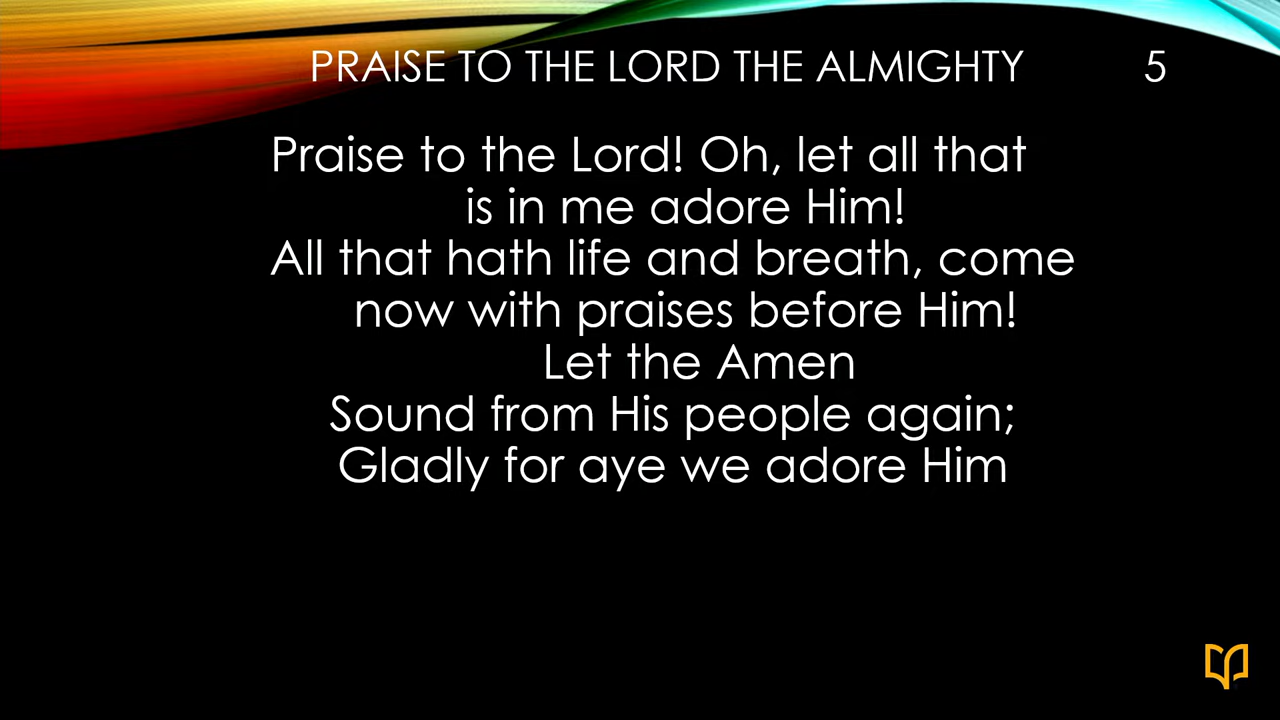 PRAISE TO THE LORD THE ALMIGHTY 5
Praise to the Lord! Oh, let all that
is in me adore Him!
All that hath life and breath, come
now with praises before Him!
Let the Amen
Sound from His people again;
Gladly for aye we adore Him